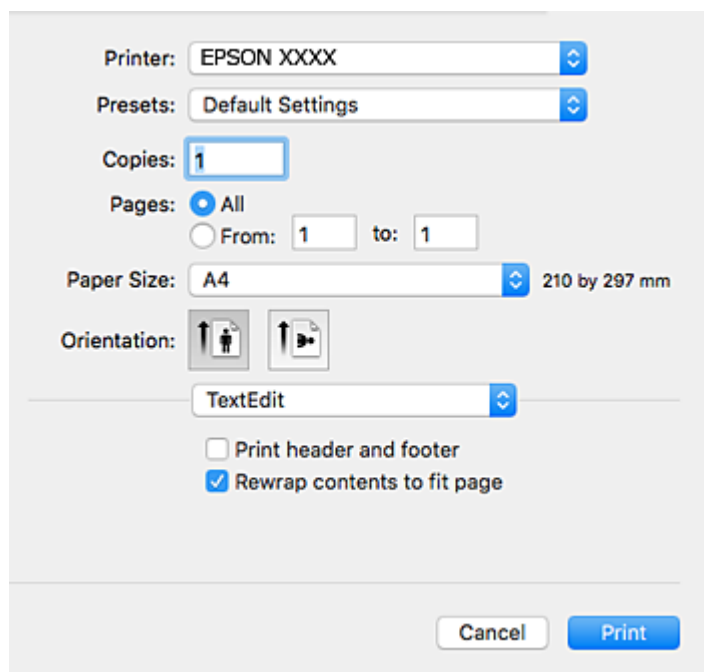 Printer: EPSON XXXX
Presets: Default Settings
Copies: 1
Pages: All
From: 1 to: 1
Paper Size: A4 210 by 297 mm
Orientation:
TextEdit
Print header and footer
Rewrap contents to fit page
Cancel Print